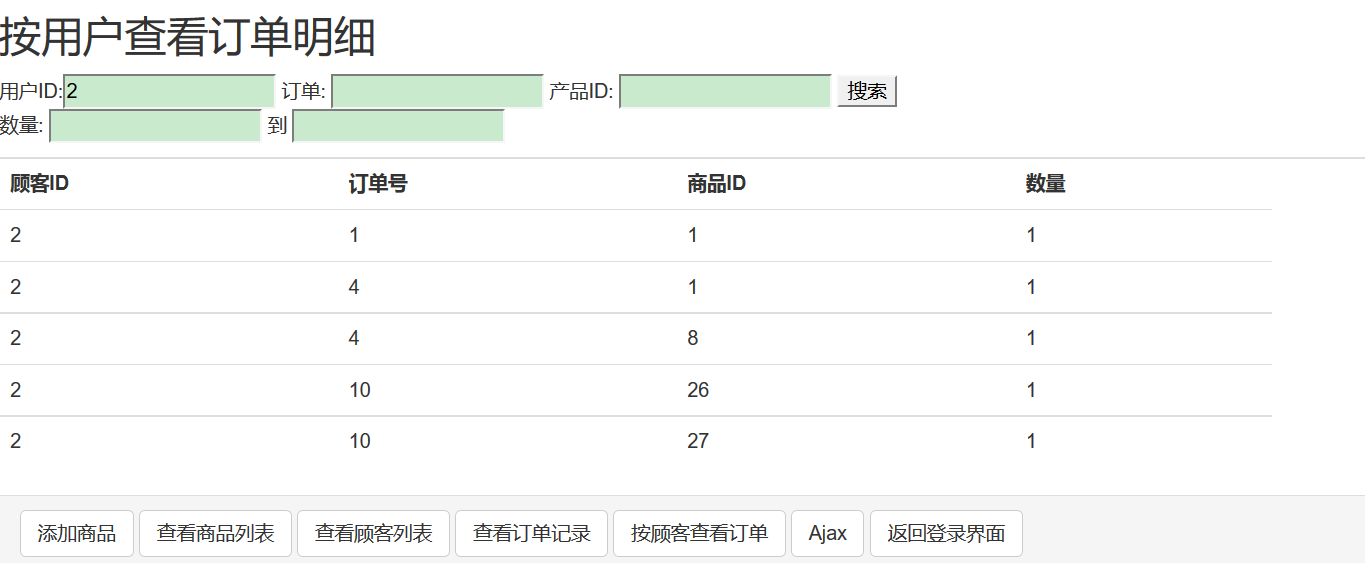 按用户查看订单明细
用户ID:2 订单: 产品ID: 搜索
数量: 到
顾客ID 订单号 商品ID 数量
2 1 1 1
2 4 1 1
2 4 8 1
2 10 26 1
2 10 27 1
添加商品 查看商品列表 查看顾客列表 查看订单记录 按顾客查看订单 Ajax 返回登录界面